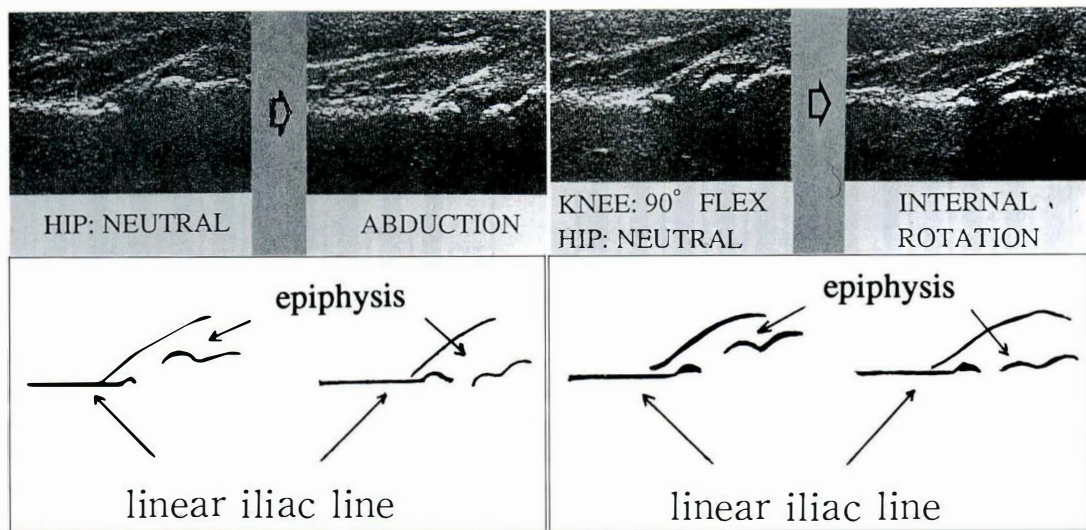 HIP: NEUTRAL
ABDUCTION
KNEE: 90° FLEX
HIP: NEUTRAL
INTERNAL
ROTATION
epiphysis
linear iliac line
epiphysis
linear iliac line